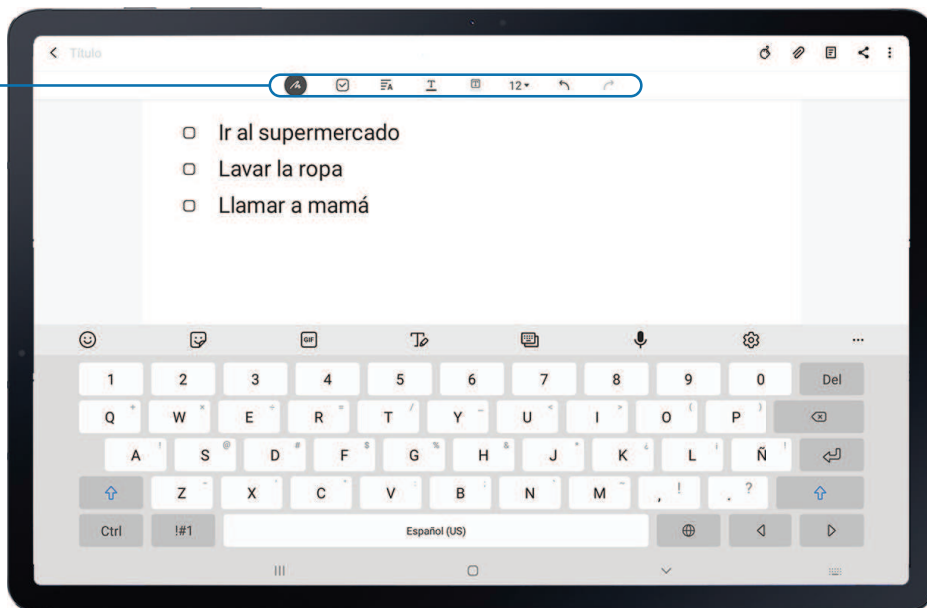 Título
12
Ir al supermercado
Lavar la ropa
Llamar a mamá
GIF
1 2 3 4 5 6 7 8 9 0 Del
Q W E R T Y U I O P
A S D F G H J K L Ñ
Z X C V B N M , ! . ?
Ctrl !#1 Español (US)